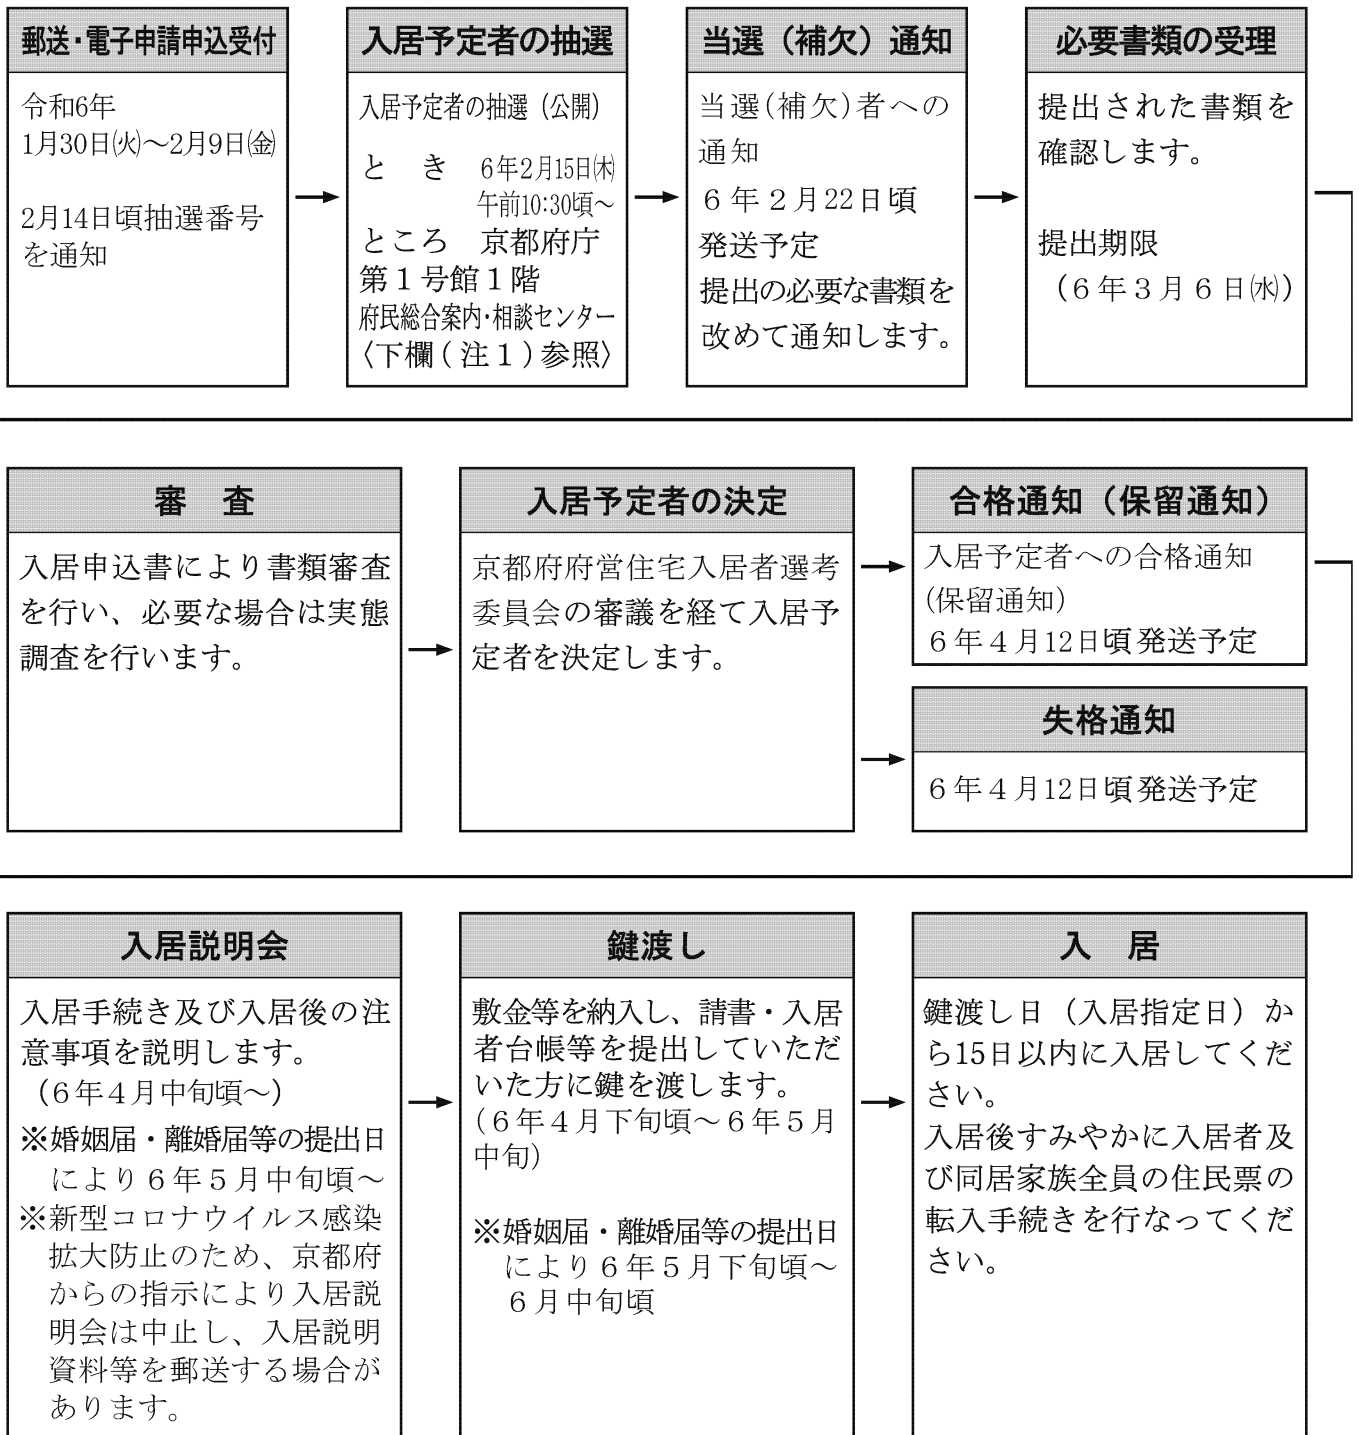 郵送・電子申請申込受付
令和6年
1月30日㈫～2月9日㈮
2月14日頃抽選番号
を通知
入居予定者の抽選
入居予定者の抽選（公開）
と　き　6年2月15日㈭
午前10:30頃～
ところ　京都府庁
第１号館１階
府民総合案内・相談センター
〈下欄(注１)参照〉
当選（補欠）通知
当選(補欠)者への
通知
６年２月22日頃
発送予定
提出の必要な書類を
改めて通知します。
必要書類の受理
提出された書類を
確認します。
提出期限
（６年３月６日㈬）
審　査
入居申込書により書類審査
を行い、必要な場合は実態
調査を行います。
入居予定者の決定
京都府府営住宅入居者選考
委員会の審議を経て入居予
定者を決定します。
合格通知（保留通知）
入居予定者への合格通知
(保留通知)
６年４月12日頃発送予定
失格通知
６年４月12日頃発送予定
入居説明会
入居手続き及び入居後の注
意事項を説明します。
（６年４月中旬頃～）
※婚姻届・離婚届等の提出日
により６年５月中旬頃～
※新型コロナウイルス感染
拡大防止のため、京都府
からの指示により入居説
明会は中止し、入居説明
資料等を郵送する場合が
あります。
鍵渡し
敷金等を納入し、請書・入居
者台帳等を提出していただ
いた方に鍵を渡します。
（６年４月下旬頃～６年５月
中旬）
※婚姻届・離婚届等の提出日
により６年５月下旬頃～
６月中旬頃
入　居
鍵渡し日（入居指定日）か
ら15日以内に入居してくだ
さい。
入居後すみやかに入居者及
び同居家族全員の住民票の
転入手続きを行なってくだ
さい。